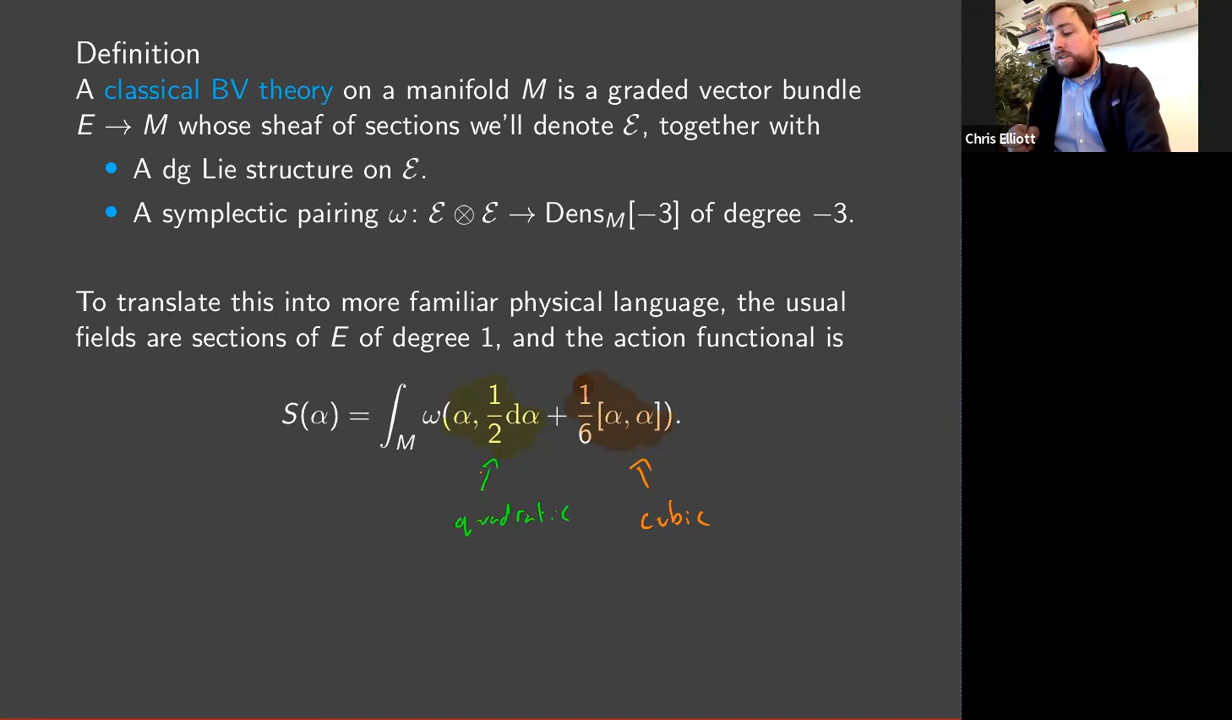 Definition
A classical BV theory on a manifold M is a graded vector bundle
E → M whose sheaf of sections we'll denote ℰ, together with
• A dg Lie structure on ℰ.
• A symplectic pairing ω: ℰ ⊗ ℰ → Dens_M[−3] of degree −3.
To translate this into more familiar physical language, the usual
fields are sections of E of degree 1, and the action functional is
S(α) = ∫_M ω(α, 1/2 dα + 1/6 [α, α]).
quadratic
cubic
Chris Elliott